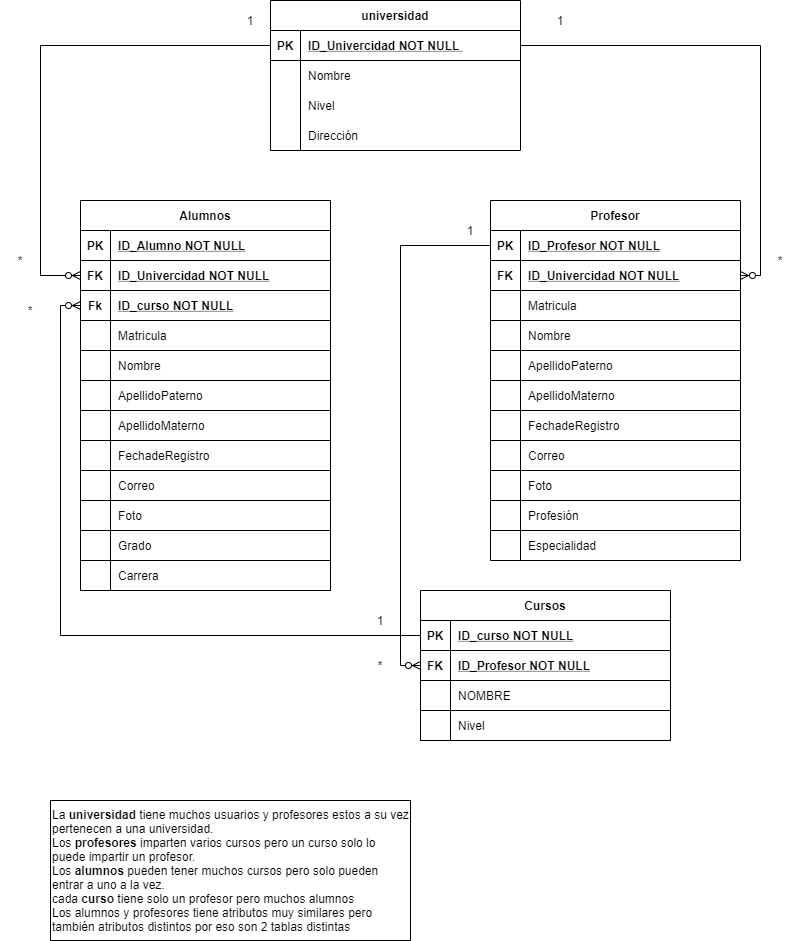 universidad
1
1
PK ID_Univercidad NOT NULL
Nombre
Nivel
Dirección
Alumnos
PK ID_Alumno NOT NULL
*
FK ID_Univercidad NOT NULL
*
Fk ID_curso NOT NULL
Matricula
Nombre
ApellidoPaterno
ApellidoMaterno
FechadeRegistro
Correo
Foto
Grado
Carrera
Profesor
1
PK ID_Profesor NOT NULL
*
FK ID_Univercidad NOT NULL
Matricula
Nombre
ApellidoPaterno
ApellidoMaterno
FechadeRegistro
Correo
Foto
Profesión
Especialidad
Cursos
1
PK ID_curso NOT NULL
*
FK ID_Profesor NOT NULL
NOMBRE
Nivel
La universidad tiene muchos usuarios y profesores estos a su vez
pertenecen a una universidad.
Los profesores imparten varios cursos pero un curso solo lo
puede impartir un profesor.
Los alumnos pueden tener muchos cursos pero solo pueden
entrar a uno a la vez.
cada curso tiene solo un profesor pero muchos alumnos
Los alumnos y profesores tiene atributos muy similares pero
también atributos distintos por eso son 2 tablas distintas